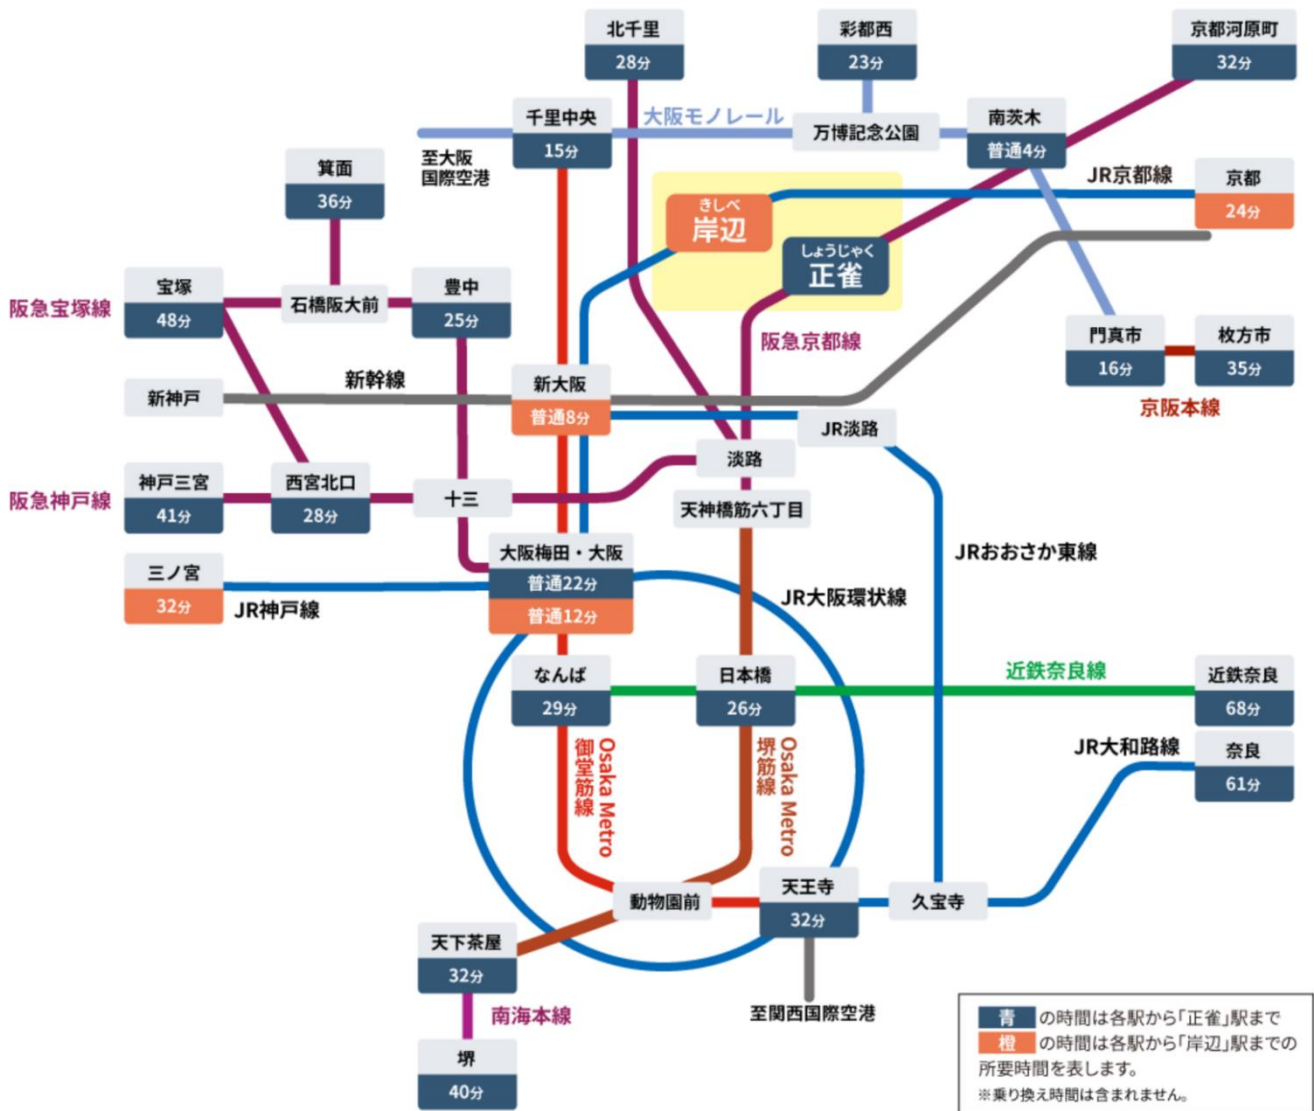 北千里
28分
彩都西
23分
京都河原町
32分
千里中央
15分
大阪モノレール
万博記念公園
南茨木
普通4分
至大阪
国際空港
箕面
36分
きしべ
岸辺
JR京都線
京都
24分
しょうじゃく
正雀
阪急宝塚線
宝塚
48分
石橋阪大前
豊中
25分
阪急京都線
門真市
16分
枚方市
35分
京阪本線
新神戸
新幹線
新大阪
普通8分
JR淡路
淡路
阪急神戸線
神戸三宮
41分
西宮北口
28分
十三
天神橋筋六丁目
三ノ宮
32分
JR神戸線
大阪梅田・大阪
普通22分
普通12分
JR大阪環状線
JRおおさか東線
なんば
29分
日本橋
26分
近鉄奈良線
近鉄奈良
68分
Osaka Metro
御堂筋線
Osaka Metro
堺筋線
JR大和路線
奈良
61分
動物園前
天王寺
32分
久宝寺
天下茶屋
32分
南海本線
至関西国際空港
堺
40分
青 の時間は各駅から「正雀」駅まで
橙 の時間は各駅から「岸辺」駅までの
所要時間を表します。
※乗り換え時間は含まれません。